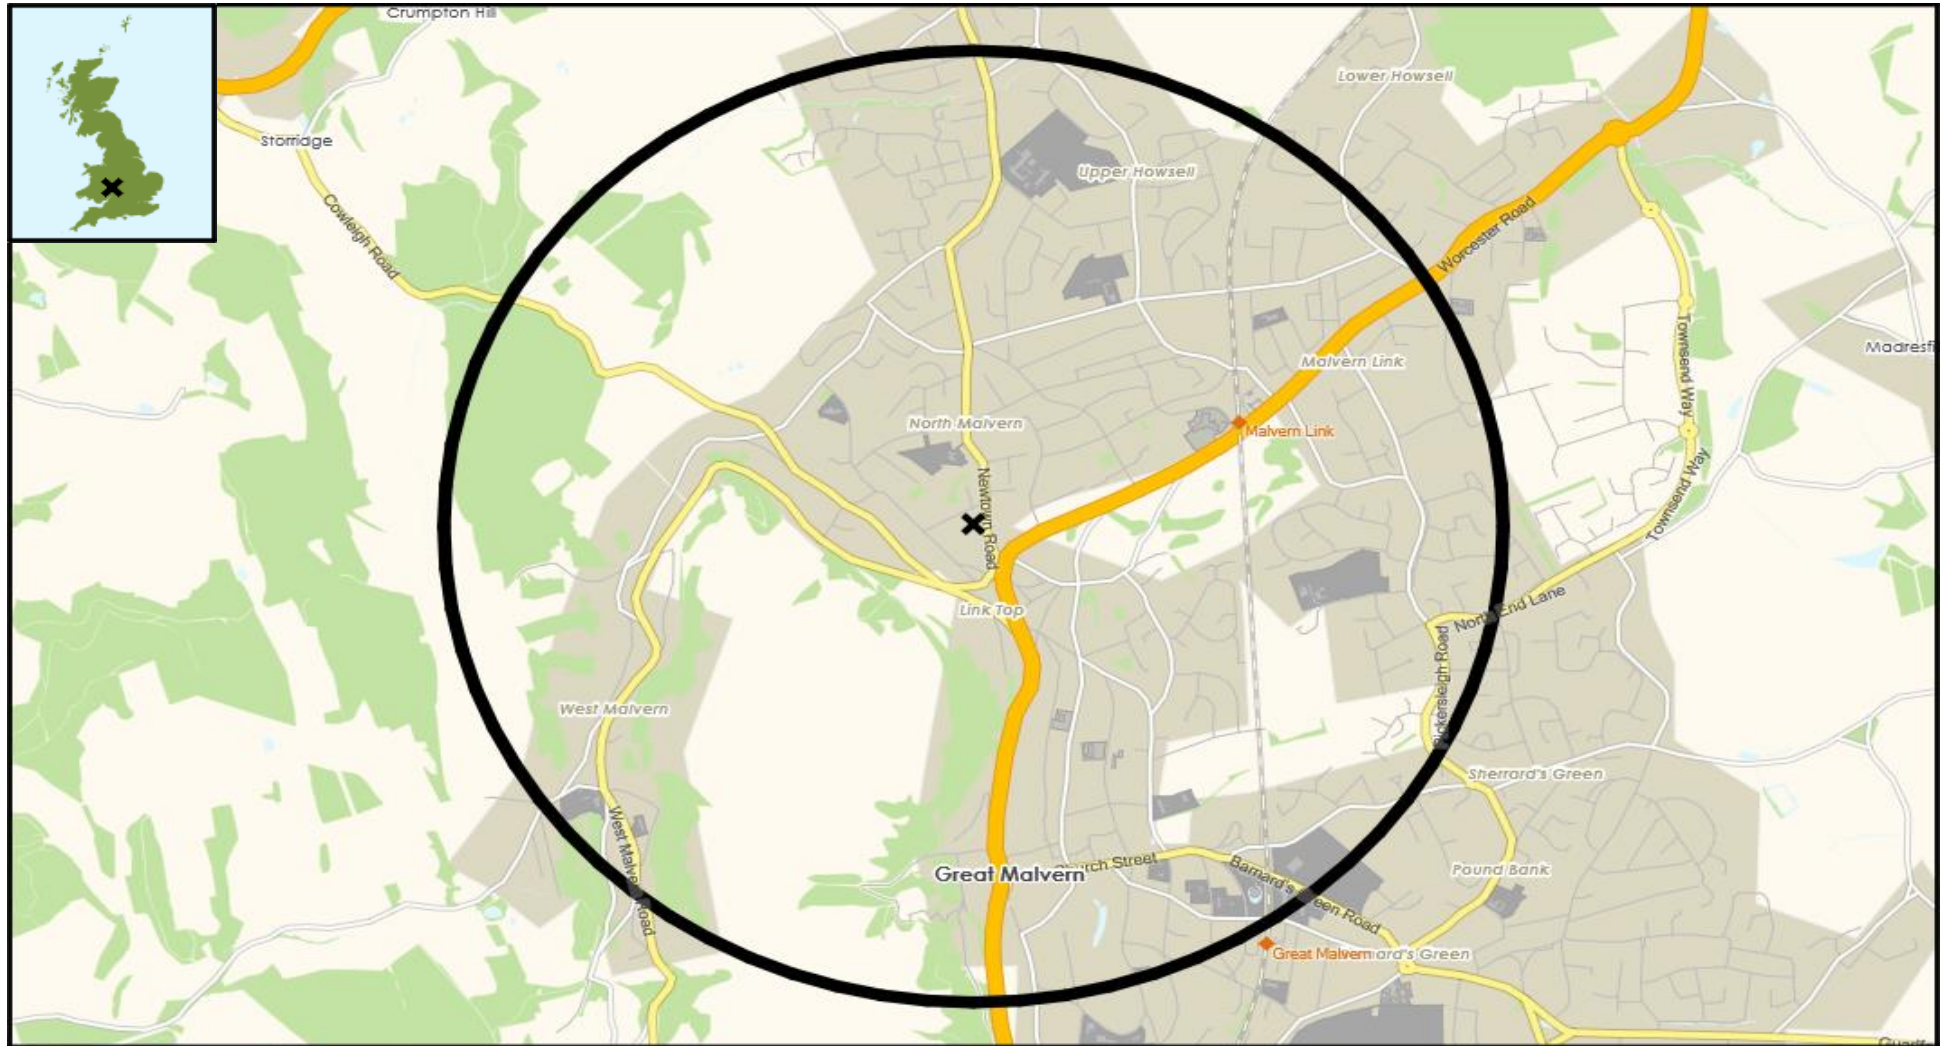 Crumpton Hill
Lower Howsell
Storridge
Upper Howsell
Cowleigh Road
Worcester Road
Townsend Way
Malvern Link
North Malvern
Malvern Link
Newtown Road
Townsend Way
Link Top
North End Lane
Pickersleigh Road
West Malvern
Sherrard's Green
West Malvern Road
Great Malvern
Church Street
Barnard's Green Road
Pound Bank
Great Malvern